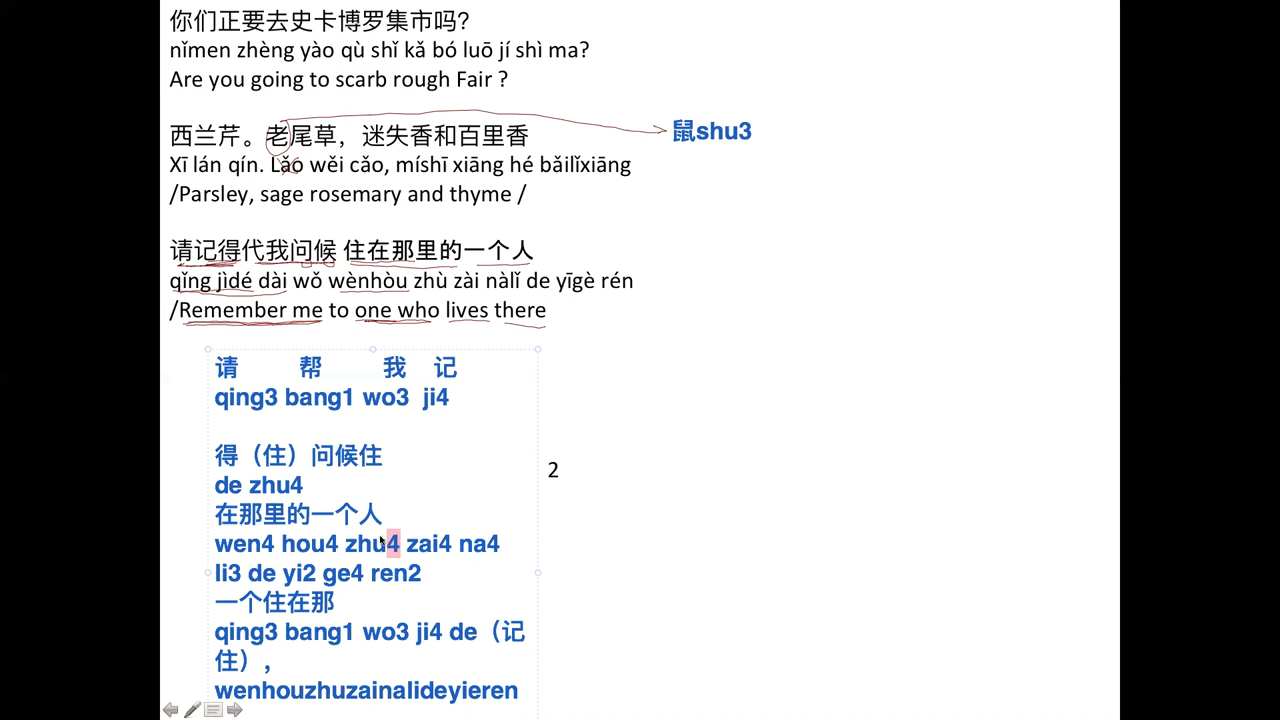 你们正要去史卡博罗集市吗?
nǐmen zhèng yào qù shǐ kǎ bó luō jí shì ma?
Are you going to scarb rough Fair ?
西兰芹。老尾草，迷失香和百里香
鼠shu3
Xī lán qín. Lǎo wěi cǎo, míshī xiāng hé bǎilǐxiāng
/Parsley, sage rosemary and thyme /
请记得代我问候 住在那里的一个人
qǐng jìdé dài wǒ wènhòu zhù zài nàlǐ de yīgè rén
/Remember me to one who lives there
请 帮 我 记
qing3 bang1 wo3 ji4
得（住）问候住
de zhu4
2
在那里的一个人
wen4 hou4 zhu4 zai4 na4
li3 de yi2 ge4 ren2
一个住在那
qing3 bang1 wo3 ji4 de（记
住），
wenhouzhuzainalideyieren